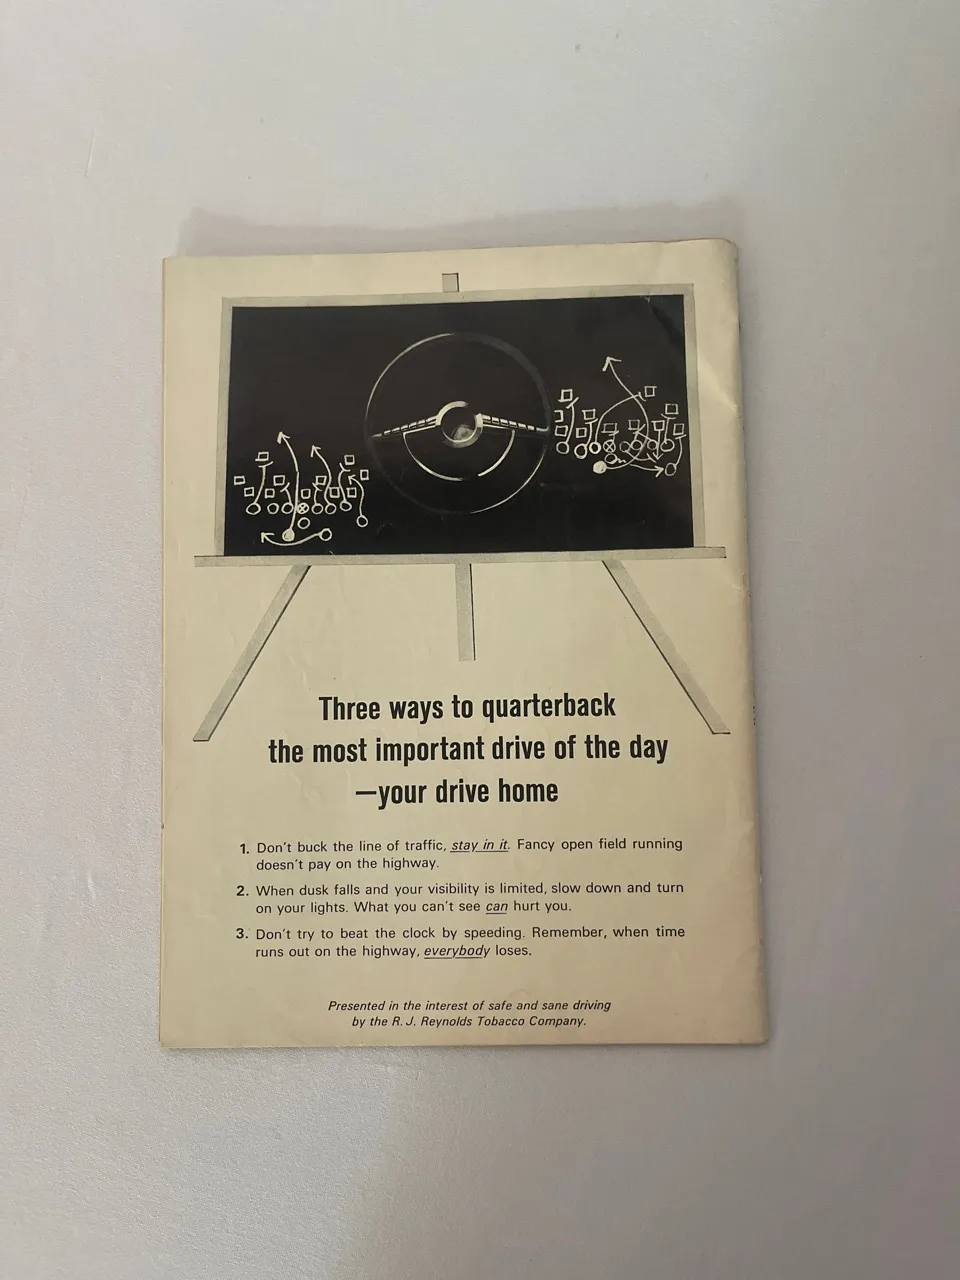 Three ways to quarterback
the most important drive of the day
—your drive home
1. Don't buck the line of traffic, stay in it. Fancy open field running
doesn't pay on the highway.
2. When dusk falls and your visibility is limited, slow down and turn
on your lights. What you can't see can hurt you.
3. Don't try to beat the clock by speeding. Remember, when time
runs out on the highway, everybody loses.
Presented in the interest of safe and sane driving
by the R. J. Reynolds Tobacco Company.